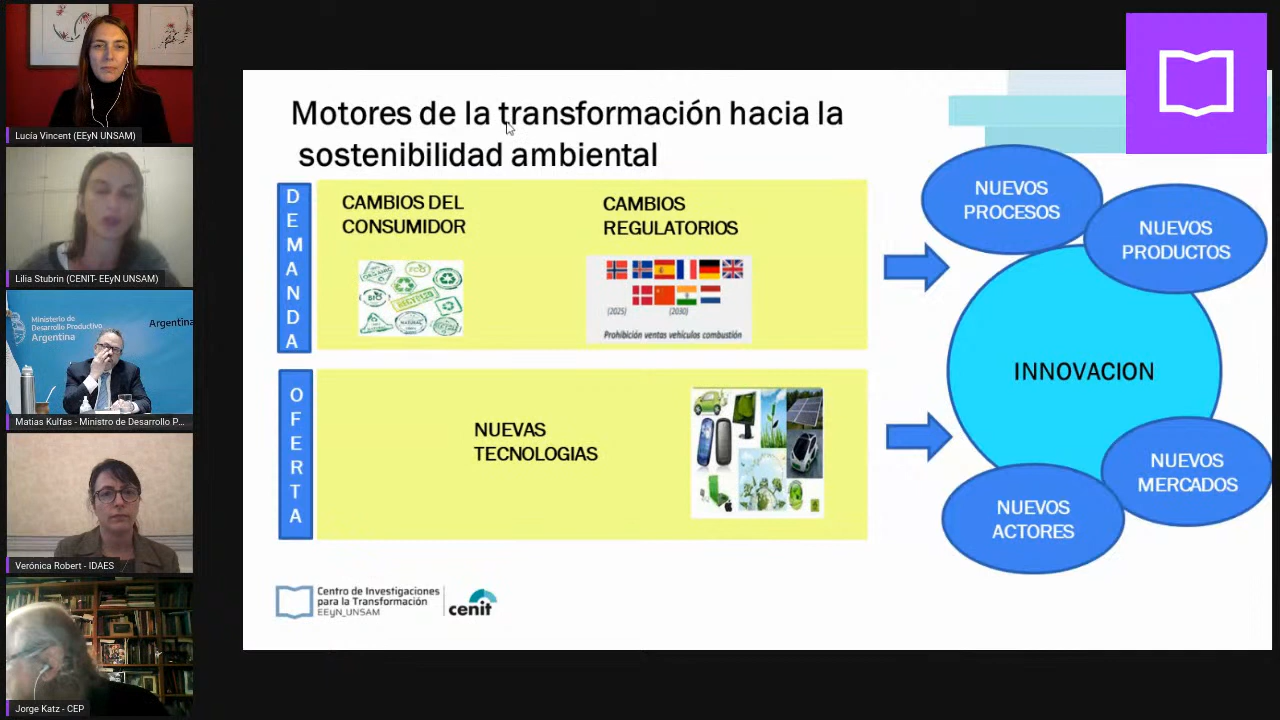 Lucía Vincent (EEyN UNSAM)
Lilia Stubrin (CENIT- EEyN UNSAM)
Ministerio de
Desarrollo Productivo
Argentina
Argentina
Matias Kulfas - Ministro de Desarrollo P...
Verónica Robert - IDAES
Jorge Katz - CEP
Motores de la transformación hacia la
sostenibilidad ambiental
DEMANDA
CAMBIOS DEL
CONSUMIDOR
CAMBIOS
REGULATORIOS
(2025)
(2030)
Prohibición ventas vehículos combustión
OFERTA
NUEVAS
TECNOLOGIAS
NUEVOS
PROCESOS
NUEVOS
PRODUCTOS
INNOVACION
NUEVOS
MERCADOS
NUEVOS
ACTORES
Centro de Investigaciones
para la Transformación
EEyN_UNSAM
cenit